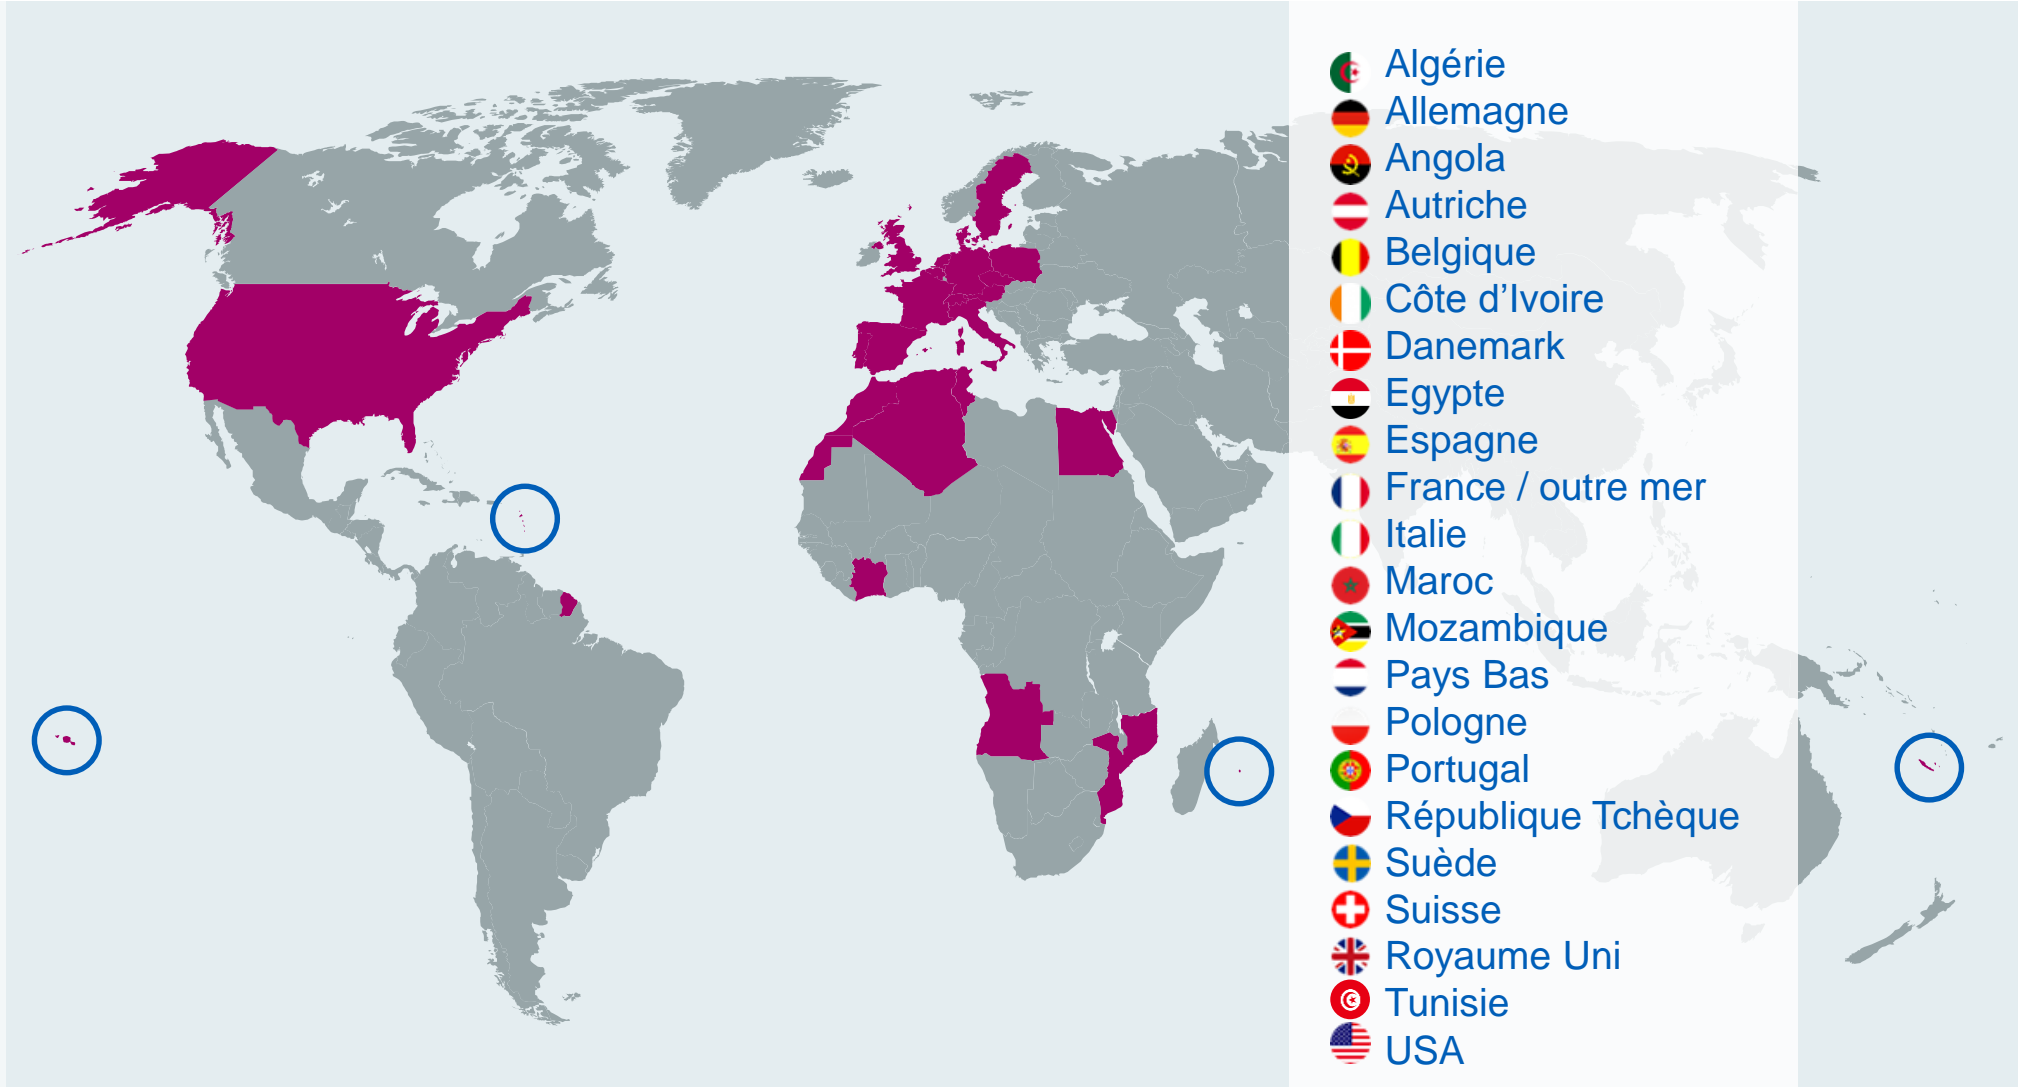 Algérie
Allemagne
Angola
Autriche
Belgique
Côte d’Ivoire
Danemark
Egypte
Espagne
France / outre mer
Italie
Maroc
Mozambique
Pays Bas
Pologne
Portugal
République Tchèque
Suède
Suisse
Royaume Uni
Tunisie
USA